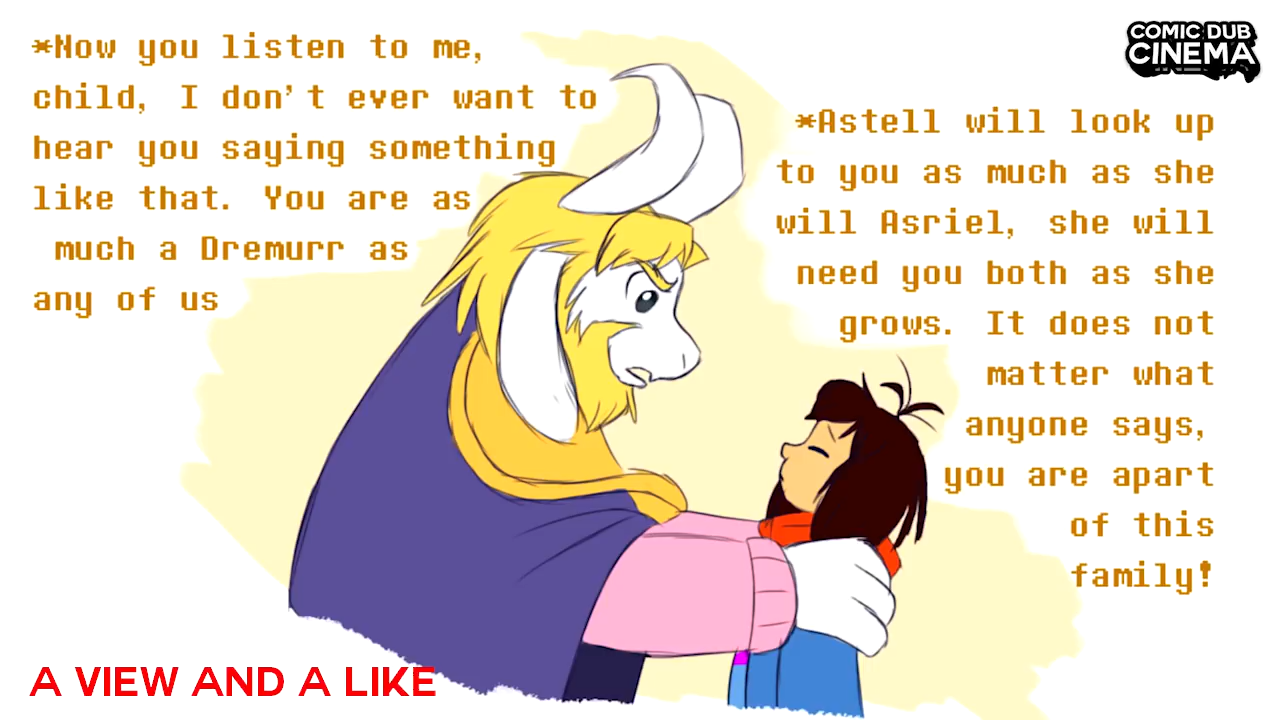 *Now you listen to me,
child, I don't ever want to
hear you saying something
like that. You are as
much a Dremurr as
any of us
COMIC DUB
CINEMA
*Astell will look up
to you as much as she
will Asriel, she will
need you both as she
grows. It does not
matter what
anyone says,
you are apart
of this
family!
A VIEW AND A LIKE